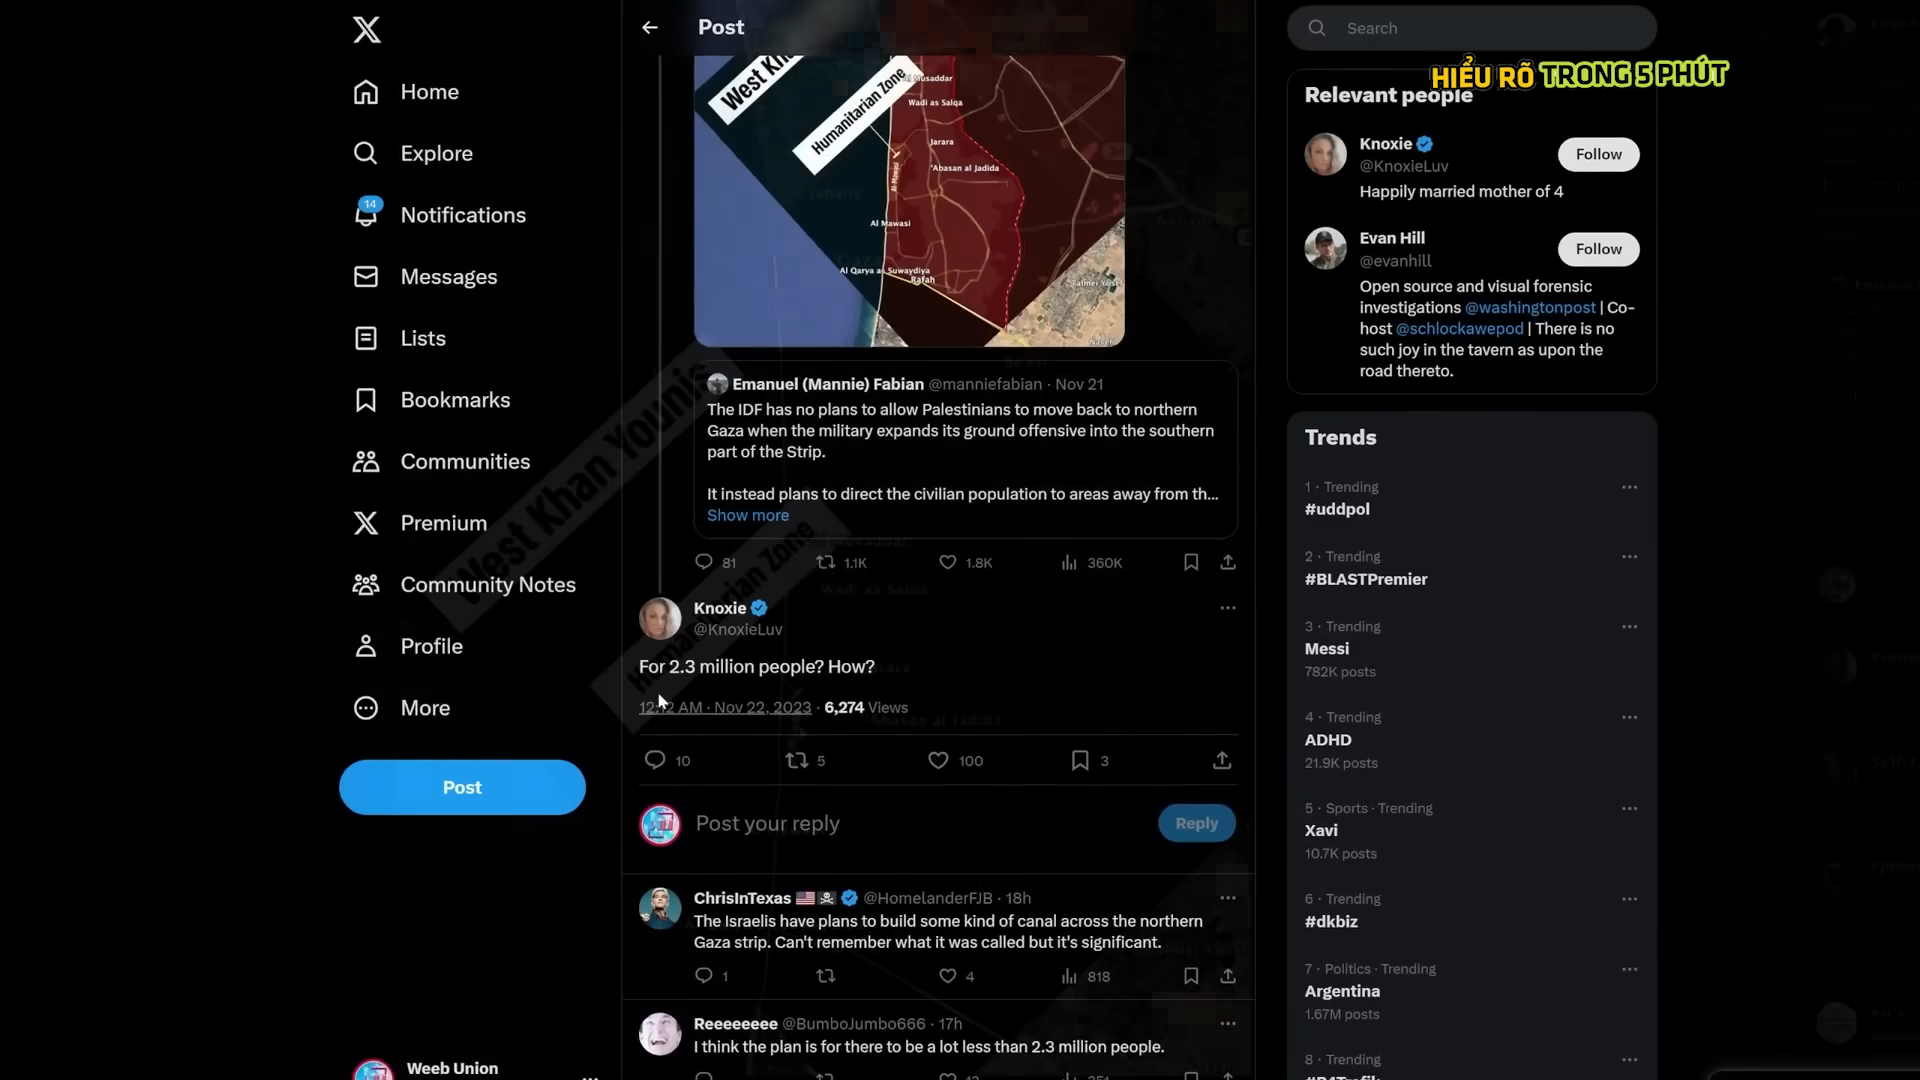 Post
Search
HIỂU RÕ TRONG 5 PHÚT
Home
Explore
14
Notifications
Messages
Lists
Bookmarks
Communities
Premium
Community Notes
Profile
More
Post
Weeb Union
Humanitarian Zone
Wadi as Salqa
Jarara
'Abasan al Jadida
Al Mawasi
Al Mawasi
Al Qarya as Suwaydiya
Rafah
Emanuel (Mannie) Fabian @manniefabian · Nov 21
The IDF has no plans to allow Palestinians to move back to northern
Gaza when the military expands its ground offensive into the southern
part of the Strip.
It instead plans to direct the civilian population to areas away from th...
Show more
81 1.1K 1.8K 360K
West Khan Younis
Humanitarian Zone
Knoxie
@KnoxieLuv
For 2.3 million people? How?
12:12 AM · Nov 22, 2023 · 6,274 Views
10 5 100 3
Post your reply
Reply
ChrisInTexas @HomelanderFJB · 18h
The Israelis have plans to build some kind of canal across the northern
Gaza strip. Can't remember what it was called but it's significant.
1 4 818
Reeeeeeee @BumboJumbo666 · 17h
I think the plan is for there to be a lot less than 2.3 million people.
Relevant people
Knoxie
@KnoxieLuv
Follow
Happily married mother of 4
Evan Hill
@evanhill
Follow
Open source and visual forensic
investigations @washingtonpost | Co-
host @schlockawepod | There is no
such joy in the tavern as upon the
road thereto.
Trends
1 · Trending
#uddpol
2 · Trending
#BLASTPremier
3 · Trending
Messi
782K posts
4 · Trending
ADHD
21.9K posts
5 · Sports · Trending
Xavi
10.7K posts
6 · Trending
#dkbiz
7 · Politics · Trending
Argentina
1.67M posts
8 · Trending